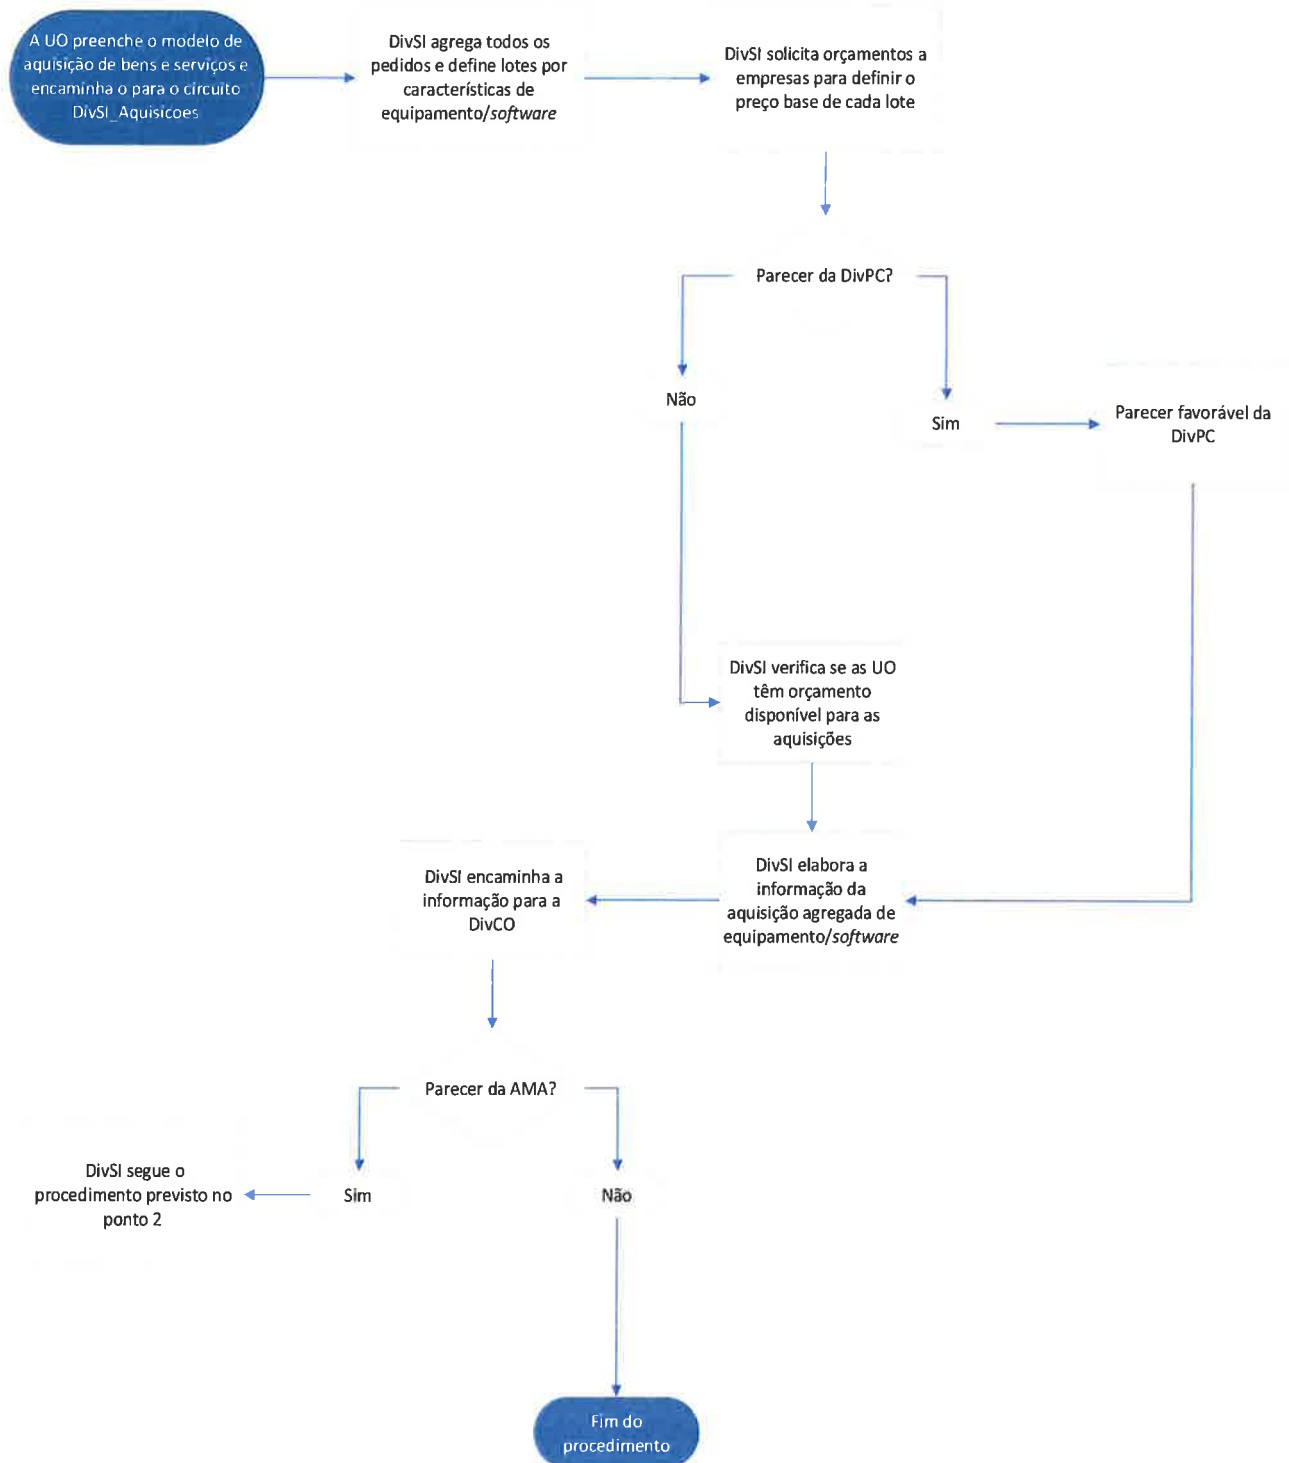 A UO preenche o modelo de
aquisição de bens e serviços e
encaminha o para o circuito
DivSI_Aquisicoes
DivSI agrega todos os
pedidos e define lotes por
características de
equipamento/software
DivSI solicita orçamentos a
empresas para definir o
preço base de cada lote
Parecer da DivPC?
Não
Sim
Parecer favorável da
DivPC
DivSI verifica se as UO
têm orçamento
disponível para as
aquisições
DivSI elabora a
informação da
aquisição agregada de
equipamento/software
DivSI encaminha a
informação para a
DivCO
Parecer da AMA?
Sim
Não
DivSI segue o
procedimento previsto no
ponto 2
Fim do
procedimento